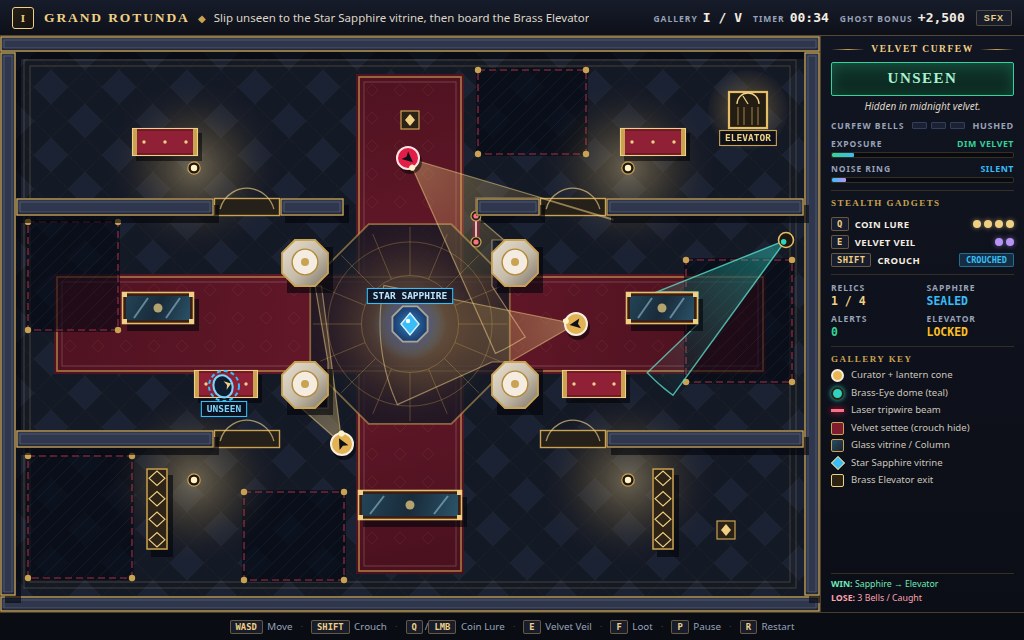 I GRAND ROTUNDA ◆ Slip unseen to the Star Sapphire vitrine, then board the Brass Elevator GALLERY I / V TIMER 00:34 GHOST BONUS +2,500 SFX
VELVET CURFEW
UNSEEN
Hidden in midnight velvet.
CURFEW BELLS HUSHED
EXPOSURE DIM VELVET
NOISE RING SILENT
STEALTH GADGETS
Q COIN LURE
E VELVET VEIL
SHIFT CROUCH CROUCHED
RELICS SAPPHIRE
1 / 4 SEALED
ALERTS ELEVATOR
0 LOCKED
GALLERY KEY
Curator + lantern cone
Brass-Eye dome (teal)
Laser tripwire beam
Velvet settee (crouch hide)
Glass vitrine / Column
Star Sapphire vitrine
Brass Elevator exit
WIN: Sapphire → Elevator
LOSE: 3 Bells / Caught
ELEVATOR
STAR SAPPHIRE
UNSEEN
WASD Move · SHIFT Crouch · Q / LMB Coin Lure · E Velvet Veil · F Loot · P Pause · R Restart